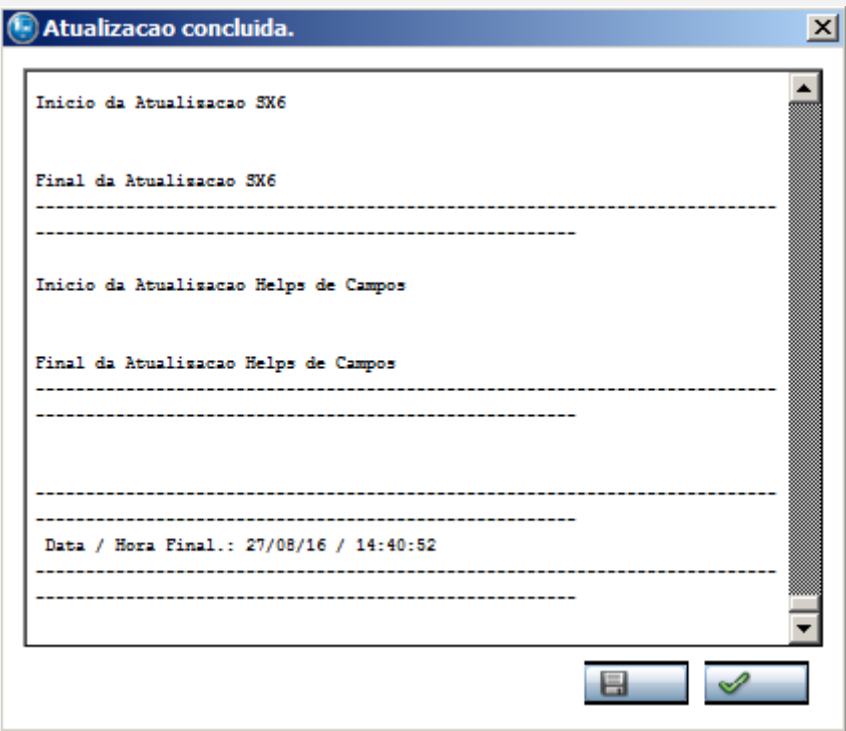 Atualizacao concluida.
Inicio da Atualizacao SX6
Final da Atualizacao SX6
--------------------------------------------------------------------------
------------------------------------------------------
Inicio da Atualizacao Helps de Campos
Final da Atualizacao Helps de Campos
--------------------------------------------------------------------------
------------------------------------------------------
--------------------------------------------------------------------------
------------------------------------------------------
Data / Hora Final.: 27/08/16 / 14:40:52
--------------------------------------------------------------------------
------------------------------------------------------